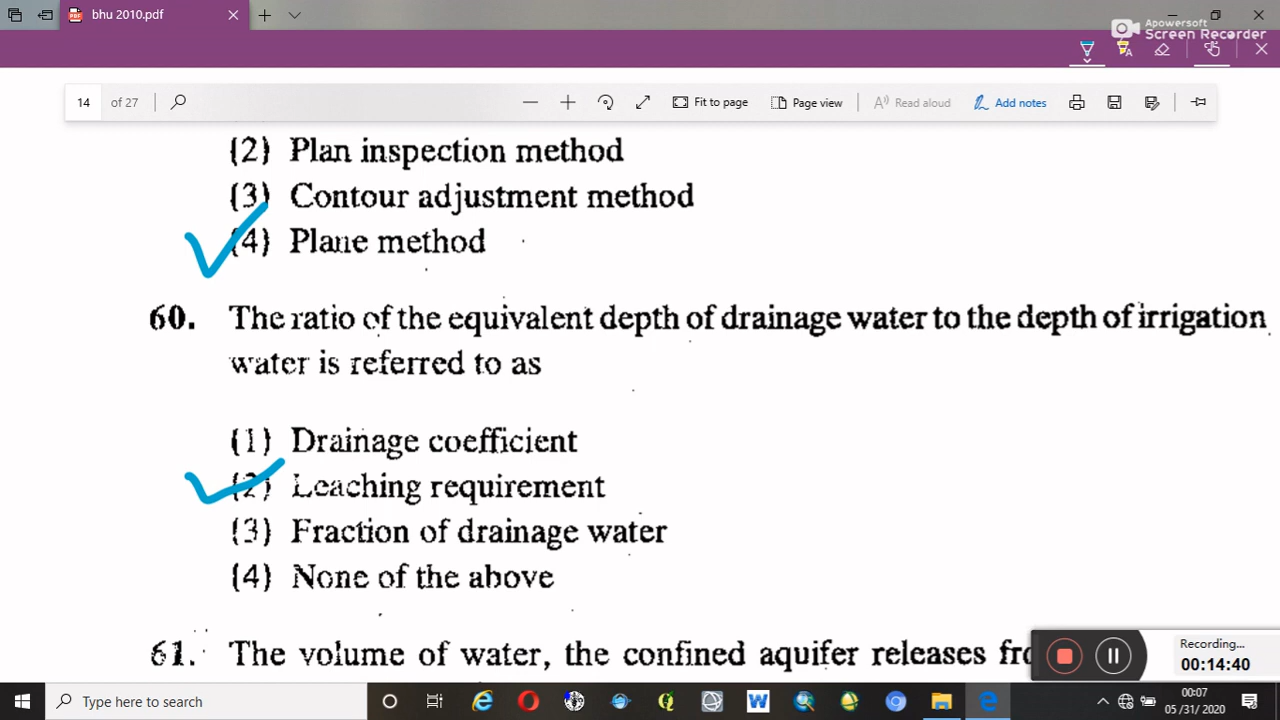 bhu 2010.pdf
Apowersoft
Screen Recorder
14 of 27 Fit to page Page view Read aloud Add notes
(2) Plan inspection method
(3) Contour adjustment method
(4) Plane method
60. The ratio of the equivalent depth of drainage water to the depth of irrigation
water is referred to as
(1) Drainage coefficient
(2) Leaching requirement
(3) Fraction of drainage water
(4) None of the above
61. The volume of water, the confined aquifer releases
Recording...
00:14:40
Type here to search
00:07
05/31/2020